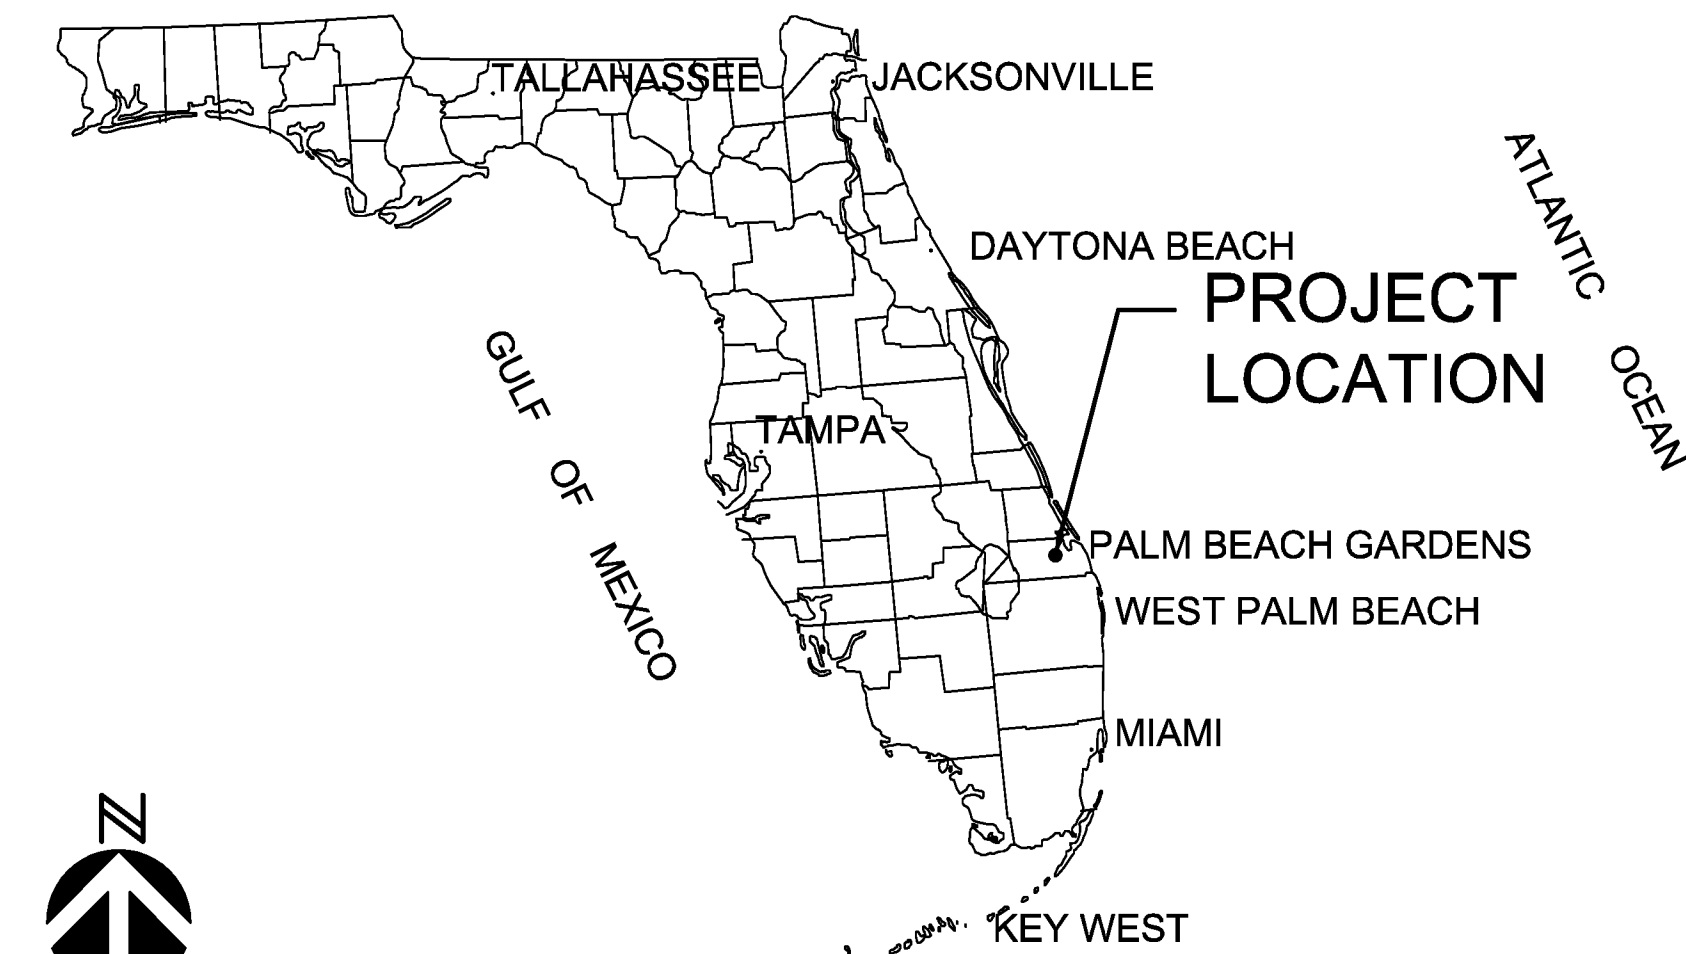 TALLAHASSEE
JACKSONVILLE
ATLANTIC OCEAN
DAYTONA BEACH
PROJECT
LOCATION
GULF OF MEXICO
TAMPA
PALM BEACH GARDENS
WEST PALM BEACH
MIAMI
N
KEY WEST